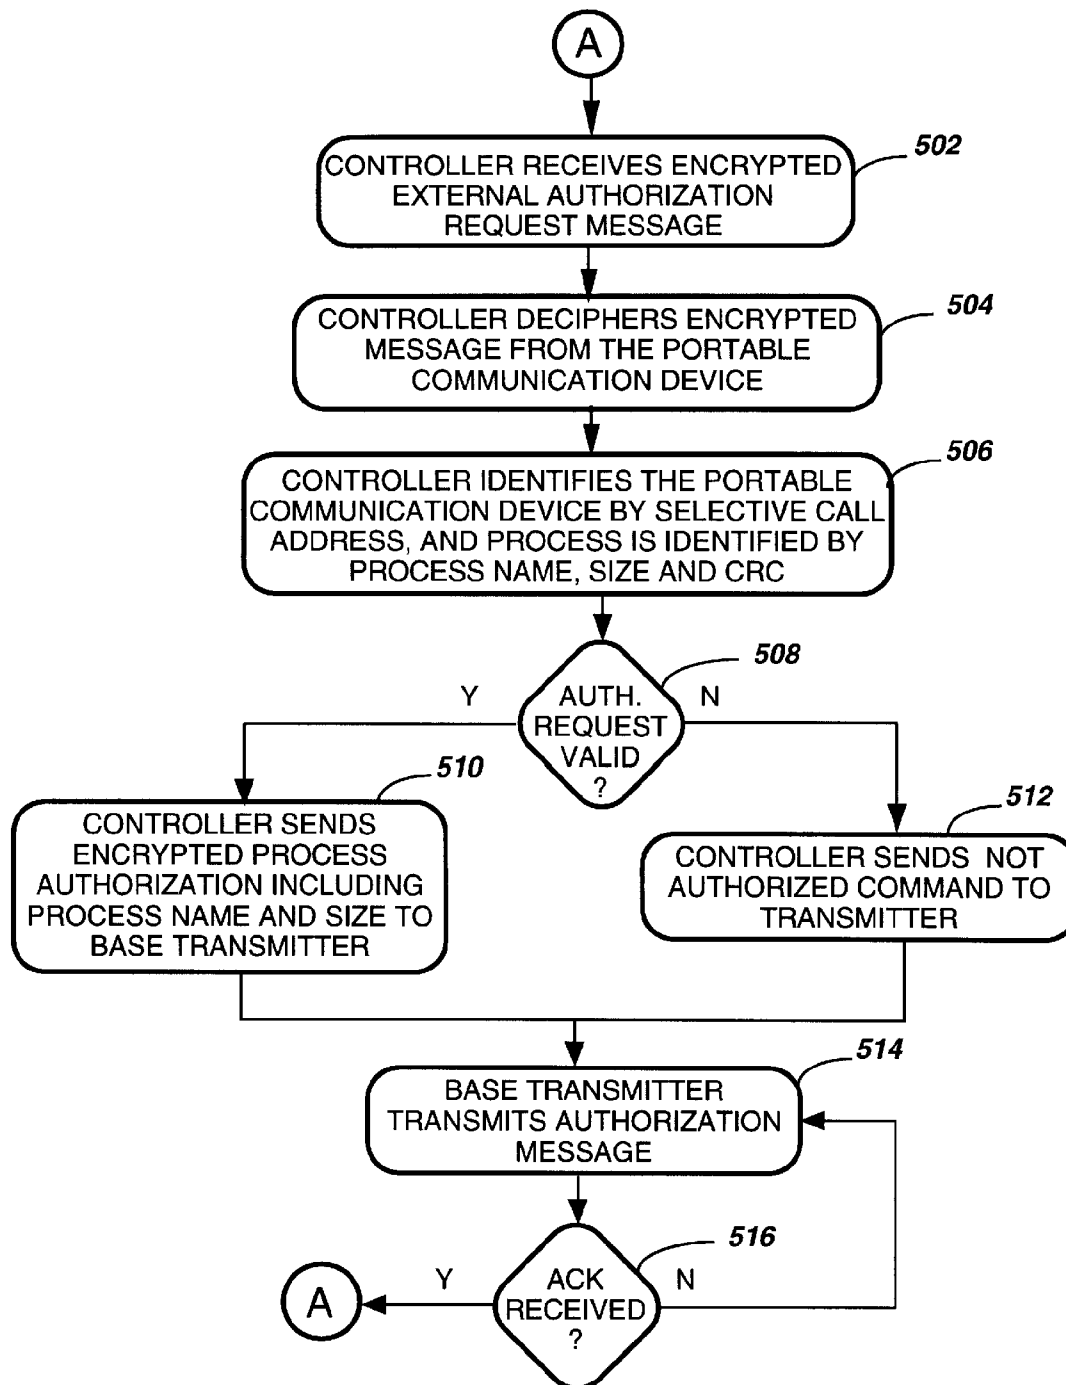 A
502
CONTROLLER RECEIVES ENCRYPTED
EXTERNAL AUTHORIZATION
REQUEST MESSAGE
504
CONTROLLER DECIPHERS ENCRYPTED
MESSAGE FROM THE PORTABLE
COMMUNICATION DEVICE
506
CONTROLLER IDENTIFIES THE PORTABLE
COMMUNICATION DEVICE BY SELECTIVE CALL
ADDRESS, AND PROCESS IS IDENTIFIED BY
PROCESS NAME, SIZE AND CRC
508
Y
N
AUTH.
REQUEST
VALID
?
510
CONTROLLER SENDS
ENCRYPTED PROCESS
AUTHORIZATION INCLUDING
PROCESS NAME AND SIZE TO
BASE TRANSMITTER
512
CONTROLLER SENDS NOT
AUTHORIZED COMMAND TO
TRANSMITTER
514
BASE TRANSMITTER
TRANSMITS AUTHORIZATION
MESSAGE
516
Y
N
ACK
RECEIVED
?
A